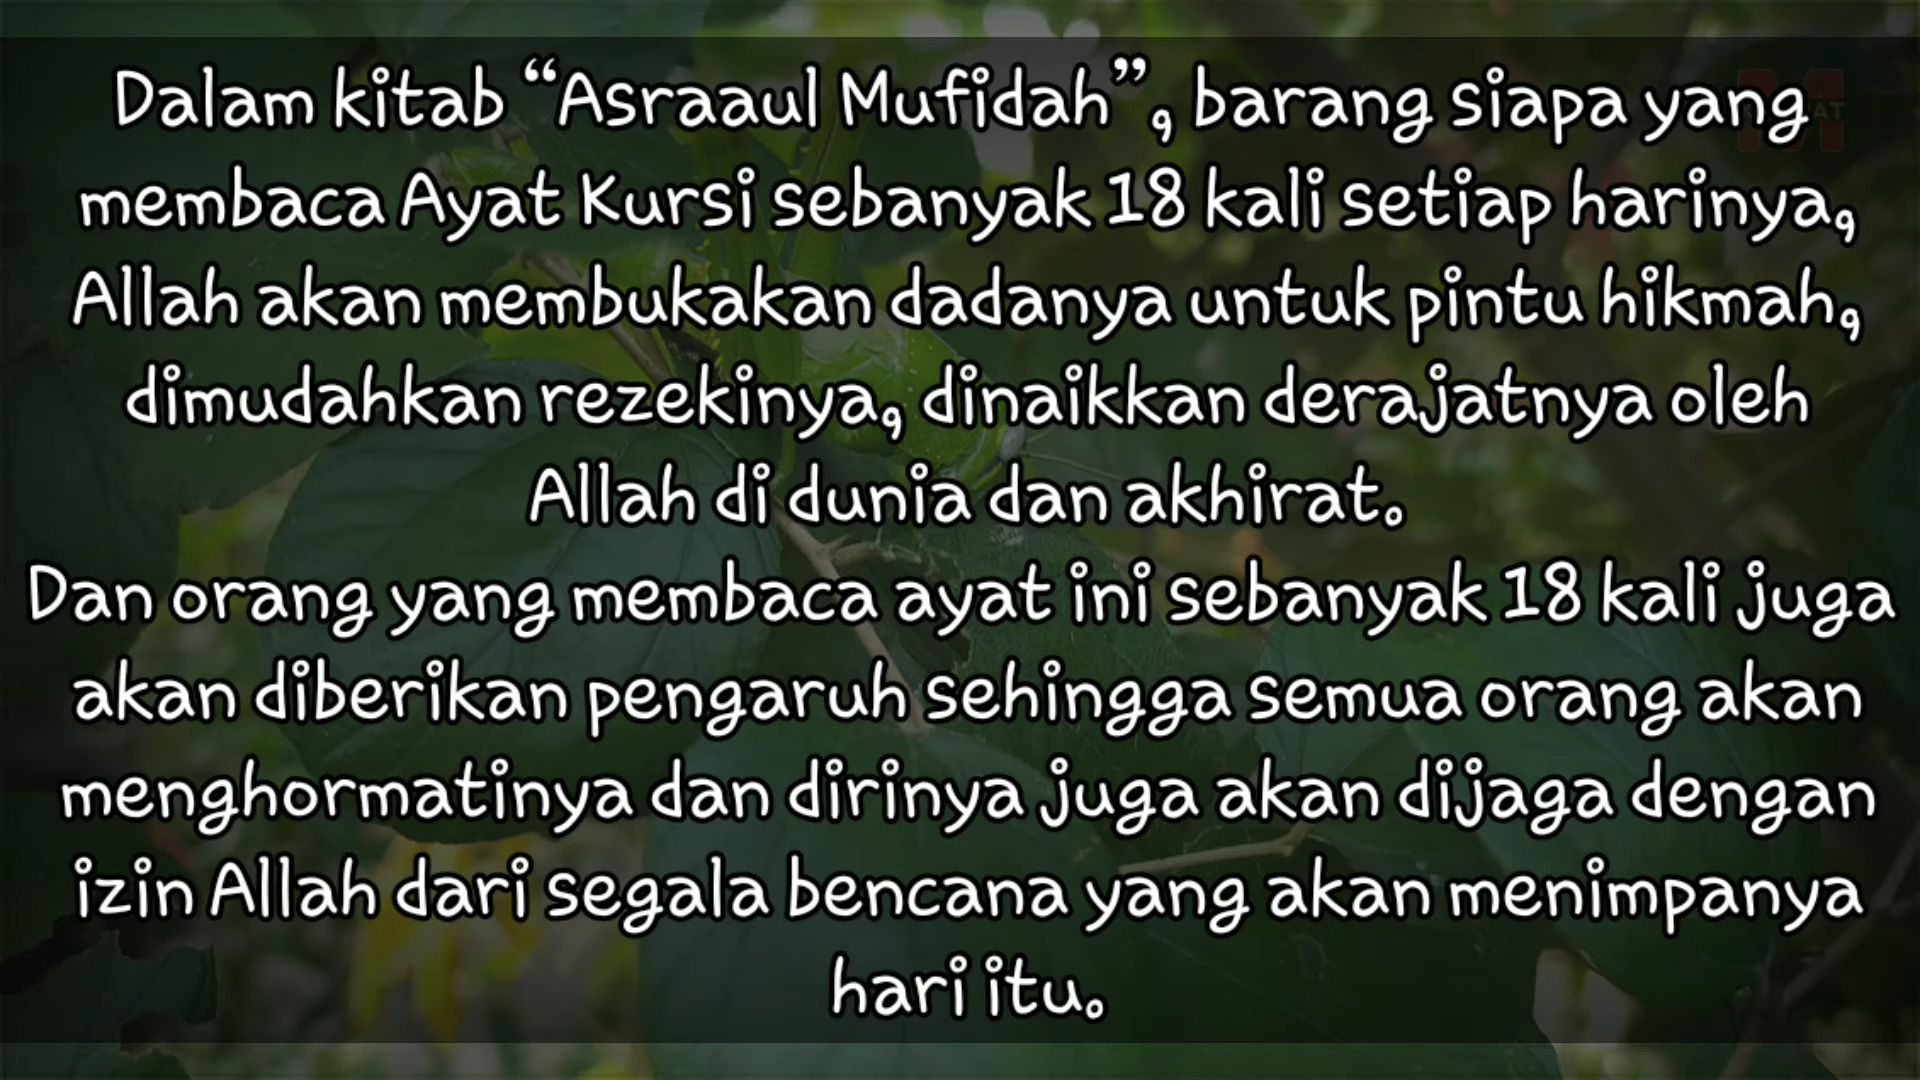 Dalam kitab “Asraaul Mufidah”, barang siapa yang
membaca Ayat Kursi sebanyak 18 kali setiap harinya,
Allah akan membukakan dadanya untuk pintu hikmah,
dimudahkan rezekinya, dinaikkan derajatnya oleh
Allah di dunia dan akhirat.
Dan orang yang membaca ayat ini sebanyak 18 kali juga
akan diberikan pengaruh sehingga semua orang akan
menghormatinya dan dirinya juga akan dijaga dengan
izin Allah dari segala bencana yang akan menimpanya
hari itu.